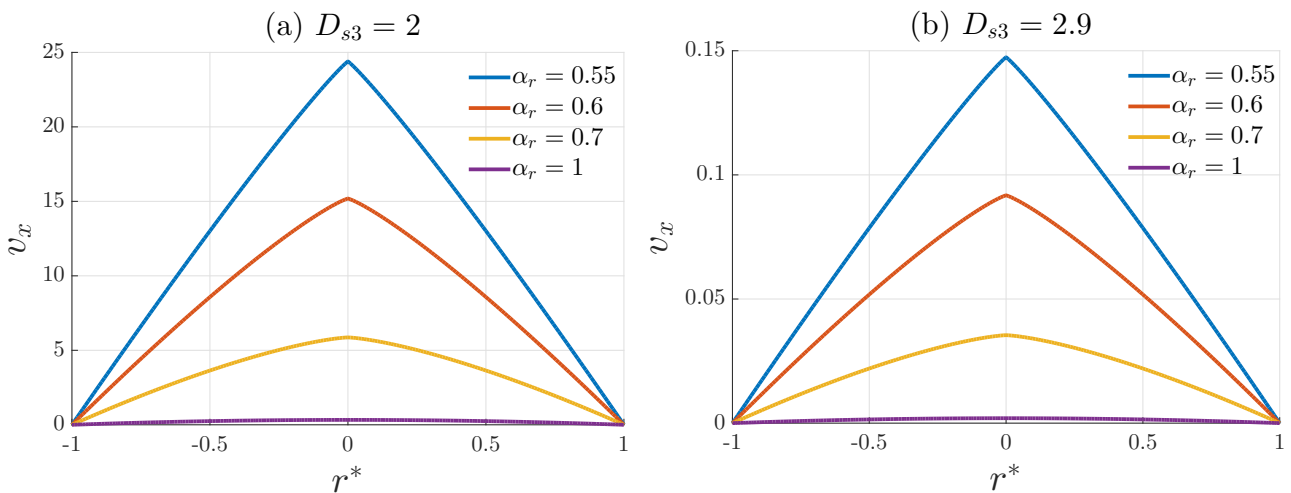 (a) D_{s3} = 2
25
20
15
10
5
0
v_x
-1 -0.5 0 0.5 1
r*
α_r = 0.55
α_r = 0.6
α_r = 0.7
α_r = 1
(b) D_{s3} = 2.9
0.15
0.1
0.05
0
v_x
-1 -0.5 0 0.5 1
r*
α_r = 0.55
α_r = 0.6
α_r = 0.7
α_r = 1